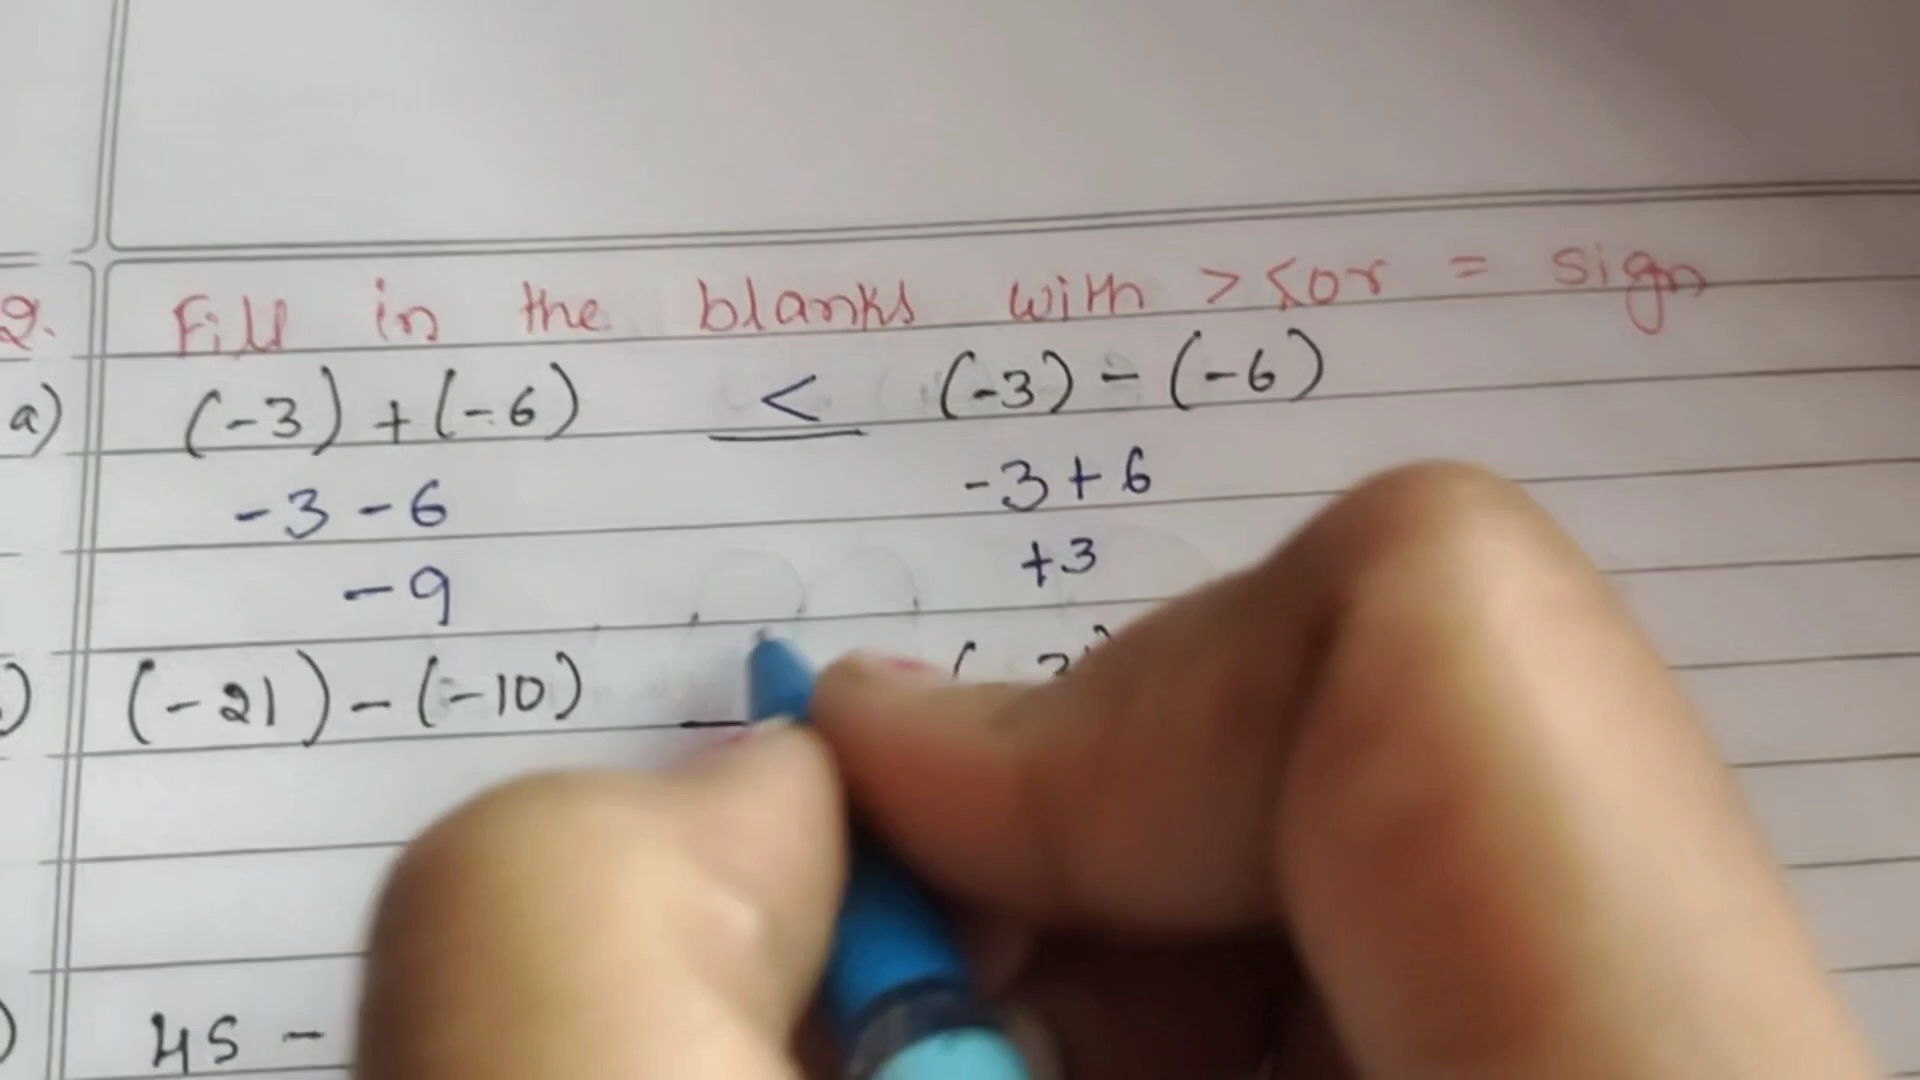 2. Fill in the blanks with > < or = sign
a) (-3) + (-6) < (-3) - (-6)
-3 - 6 -3 + 6
-9 +3
) (-21) - (-10) __ (-
) 45 -